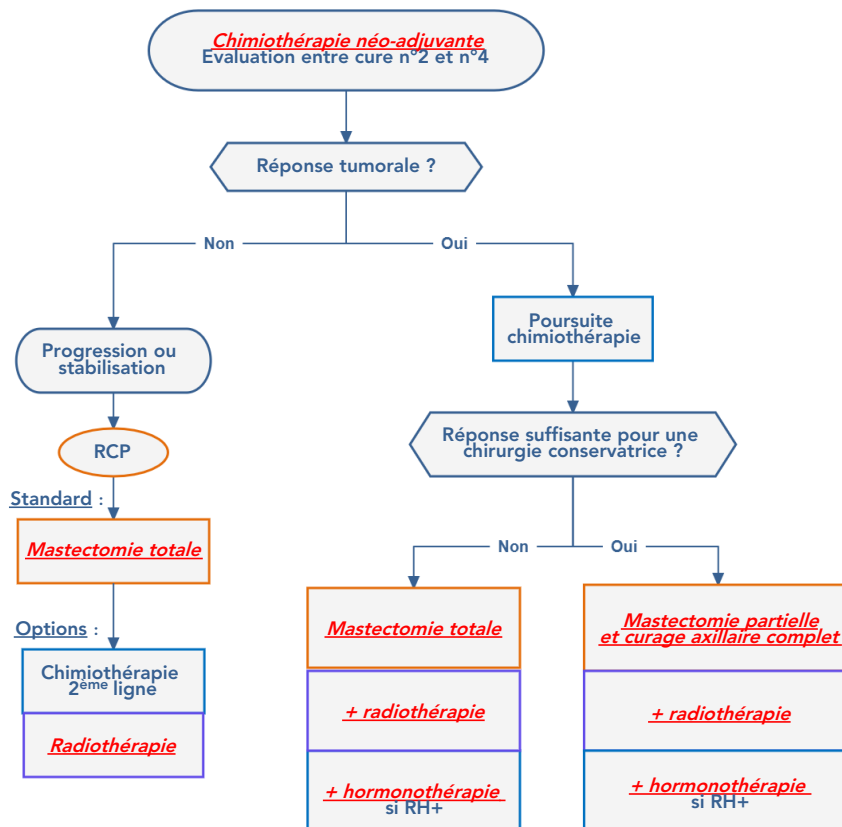 Chimiothérapie néo-adjuvante
Evaluation entre cure n°2 et n°4
Réponse tumorale ?
Non
Oui
Progression ou
stabilisation
RCP
Standard :
Mastectomie totale
Options :
Chimiothérapie
2ème ligne
Radiothérapie
Poursuite
chimiothérapie
Réponse suffisante pour une
chirurgie conservatrice ?
Non
Oui
Mastectomie totale
+ radiothérapie
+ hormonothérapie
si RH+
Mastectomie partielle
et curage axillaire complet
+ radiothérapie
+ hormonothérapie
si RH+